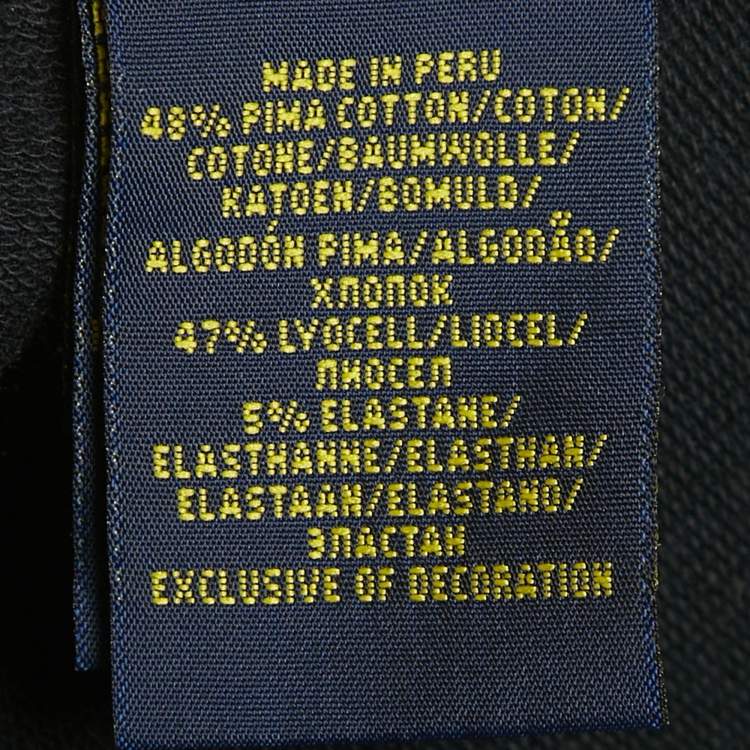 MADE IN PERU
48% PIMA COTTON/COTON/
COTONE/BAUMWOLLE/
KATOEN/BOMULD/
ALGODÓN PIMA/ALGODÃO/
ХЛОПОК
47% LYOCELL/LIOCEL/
ЛИОСЕЛ
5% ELASTANE/
ELASTHANNE/ELASTHAN/
ELASTAAN/ELASTANO/
ЭЛАСТАН
EXCLUSIVE OF DECORATION